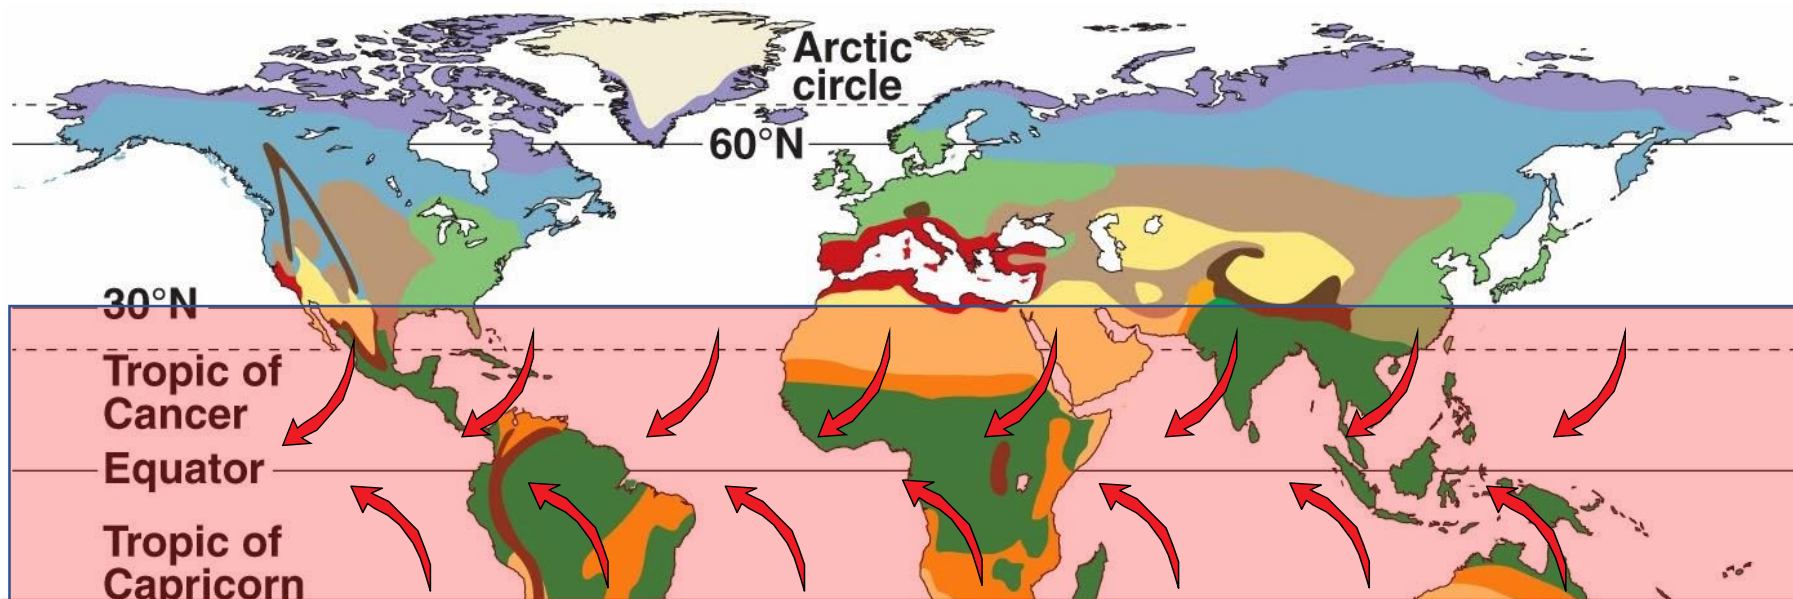 Arctic
circle
60°N
30°N
Tropic of
Cancer
Equator
Tropic of
Capricorn